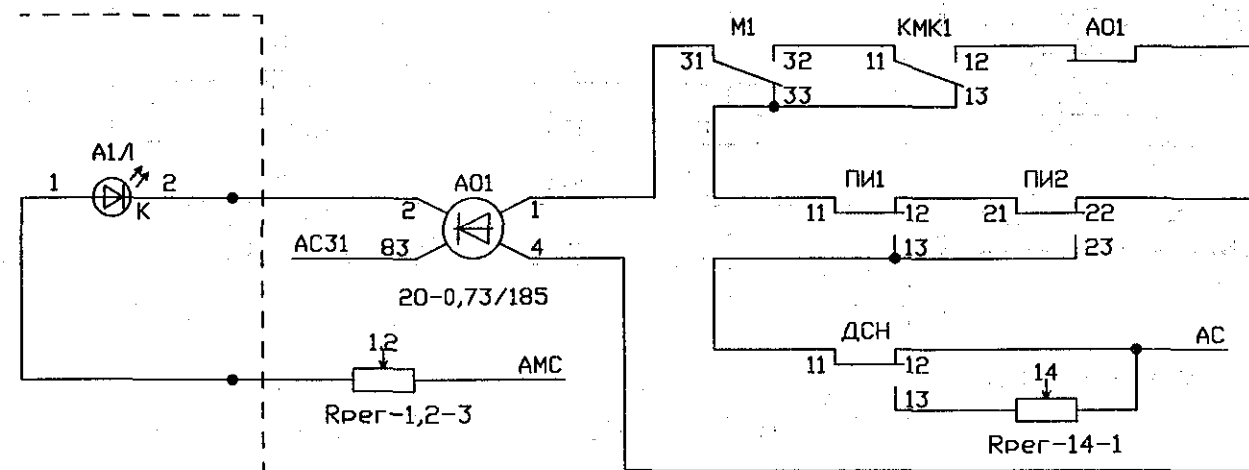 М1 КМК1 А01
31 32 11 12
33 13
А1Л
1 2
К
А01
2 1
АС31 83 4
20-0,73/185
ПИ1 ПИ2
11 12 21 22
13 23
ДСН АС
11 12
1,2 АМС
Rрег-1,2-3
14
13
Rрег-14-1